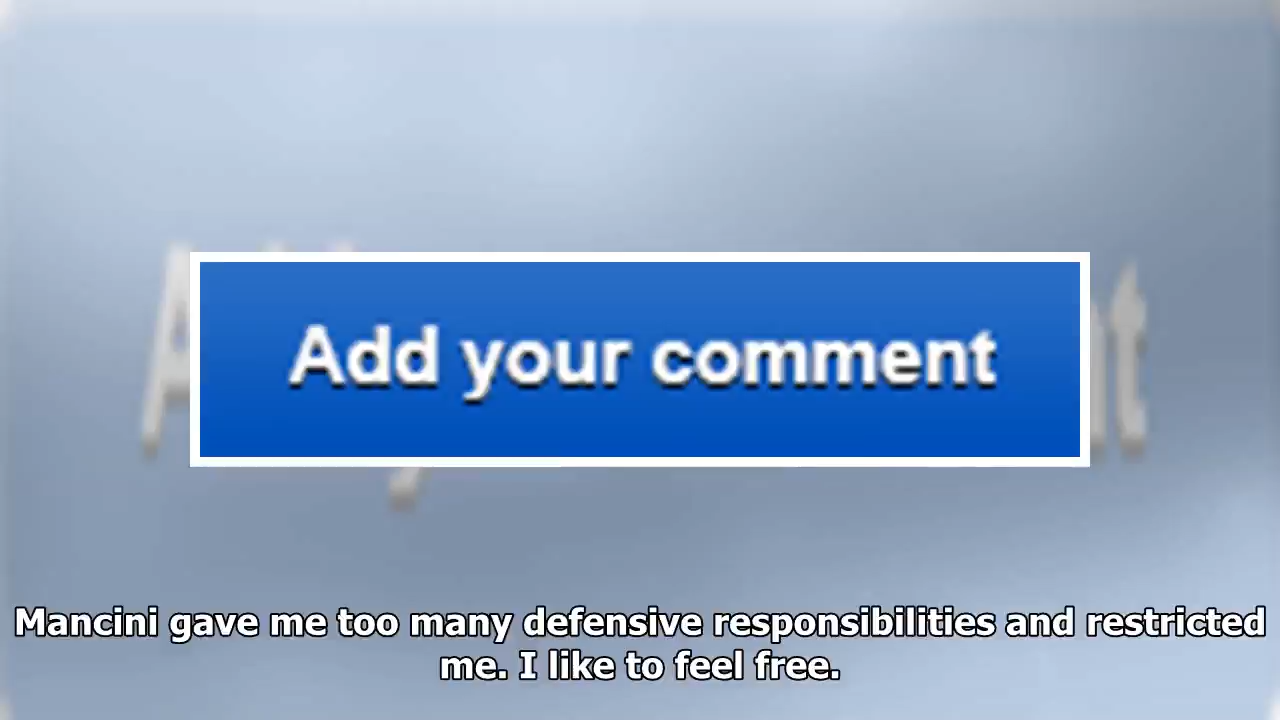 Add your comment
Mancini gave me too many defensive responsibilities and restricted
me. I like to feel free.